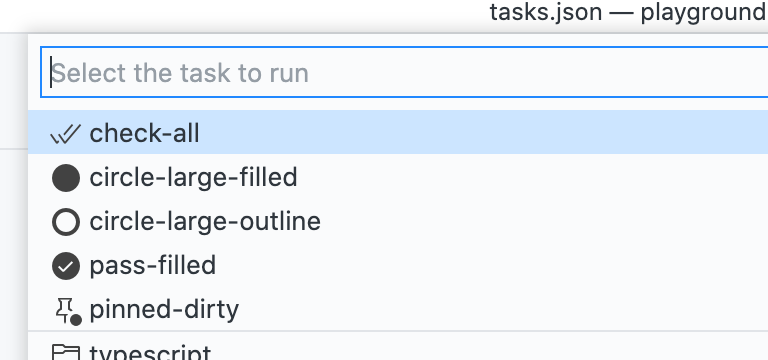 tasks.json — playground
Select the task to run
check-all
circle-large-filled
circle-large-outline
pass-filled
pinned-dirty
typescript